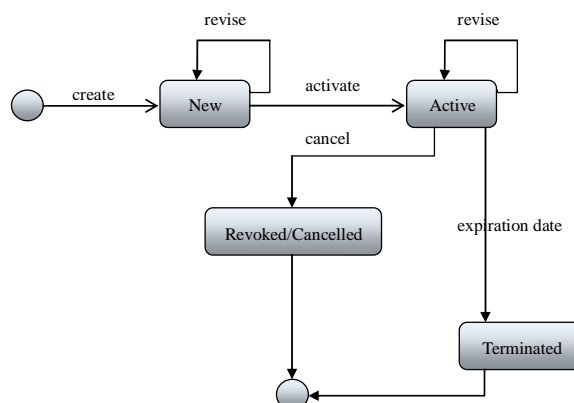 revise
revise
create
New
activate
Active
cancel
Revoked/Cancelled
expiration date
Terminated